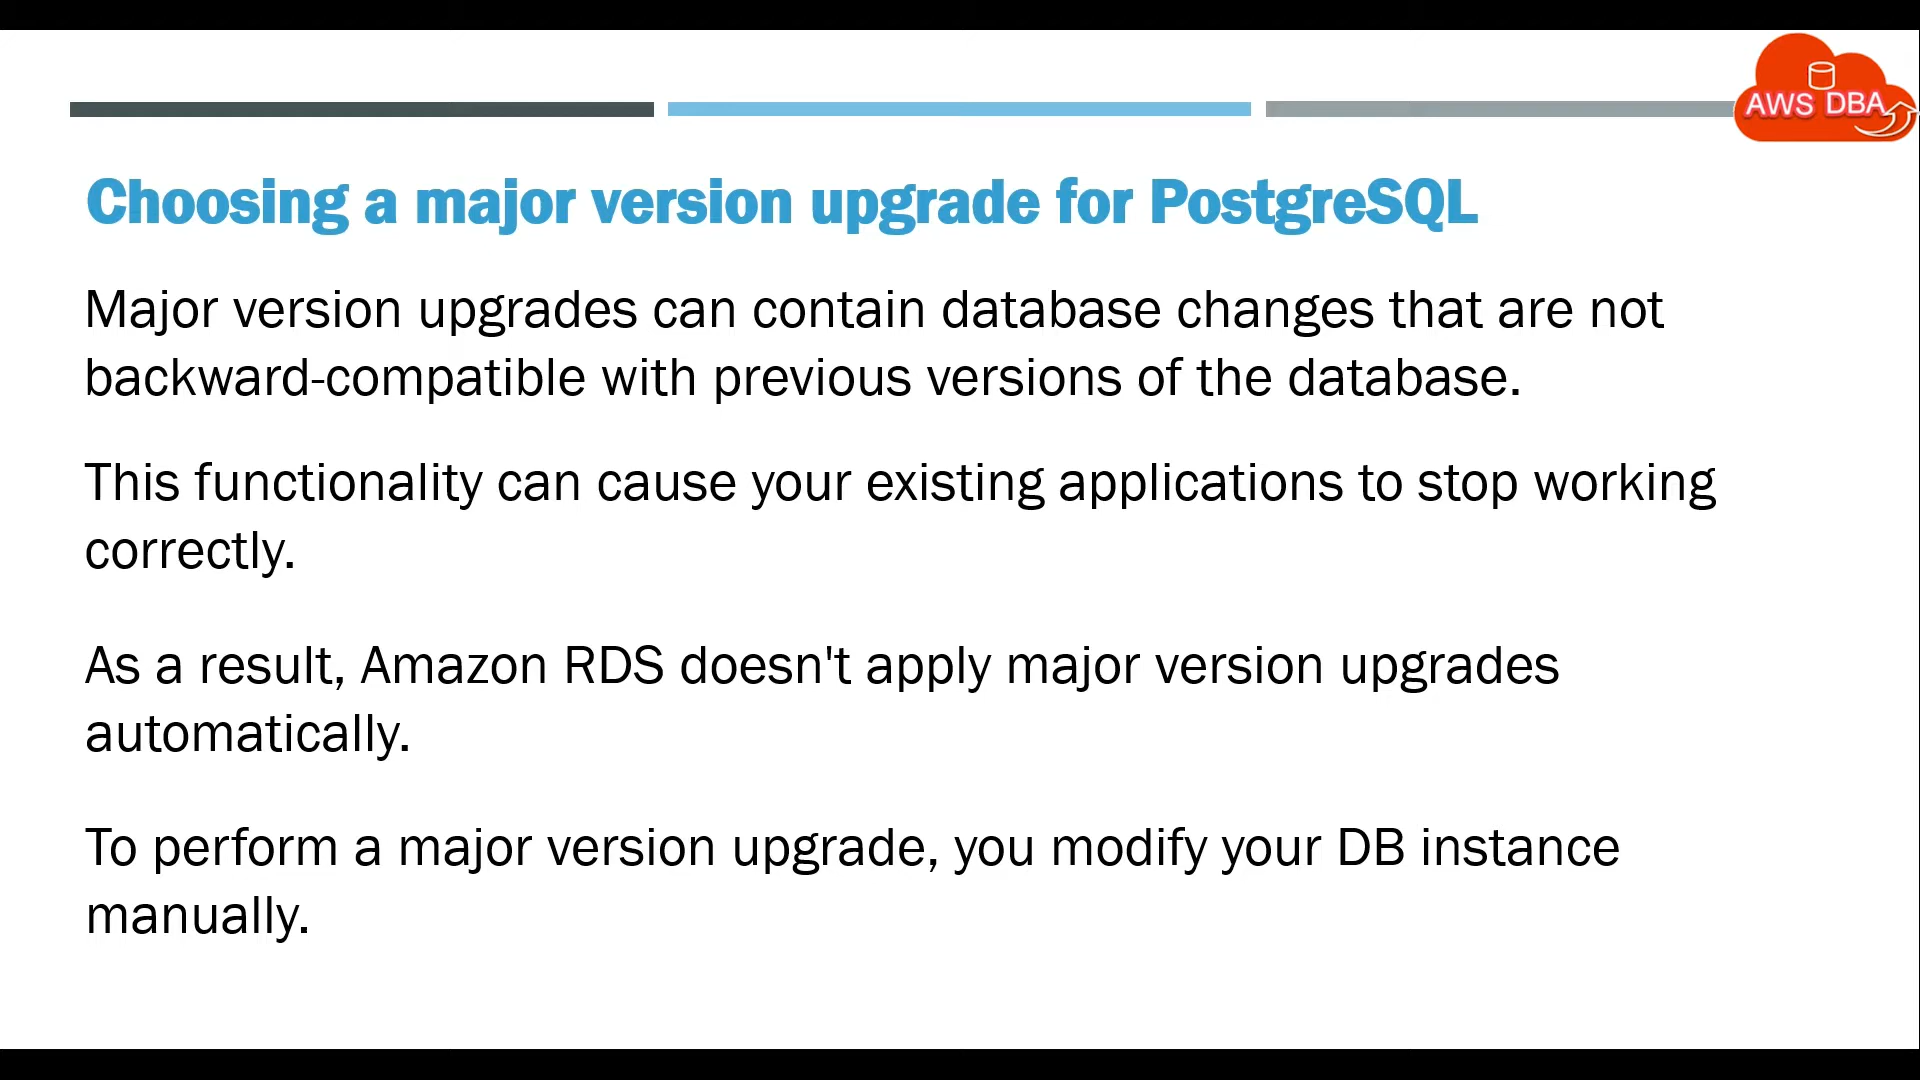 AWS DBA
Choosing a major version upgrade for PostgreSQL
Major version upgrades can contain database changes that are not
backward-compatible with previous versions of the database.
This functionality can cause your existing applications to stop working
correctly.
As a result, Amazon RDS doesn't apply major version upgrades
automatically.
To perform a major version upgrade, you modify your DB instance
manually.